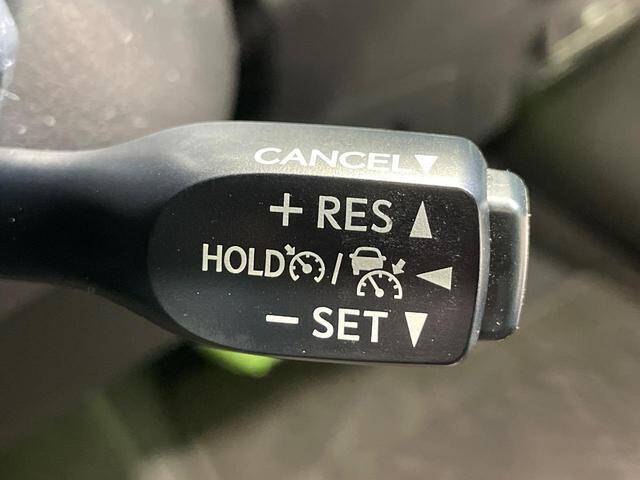 CANCEL▼
+ RES ▲
HOLD / ◀
− SET ▼